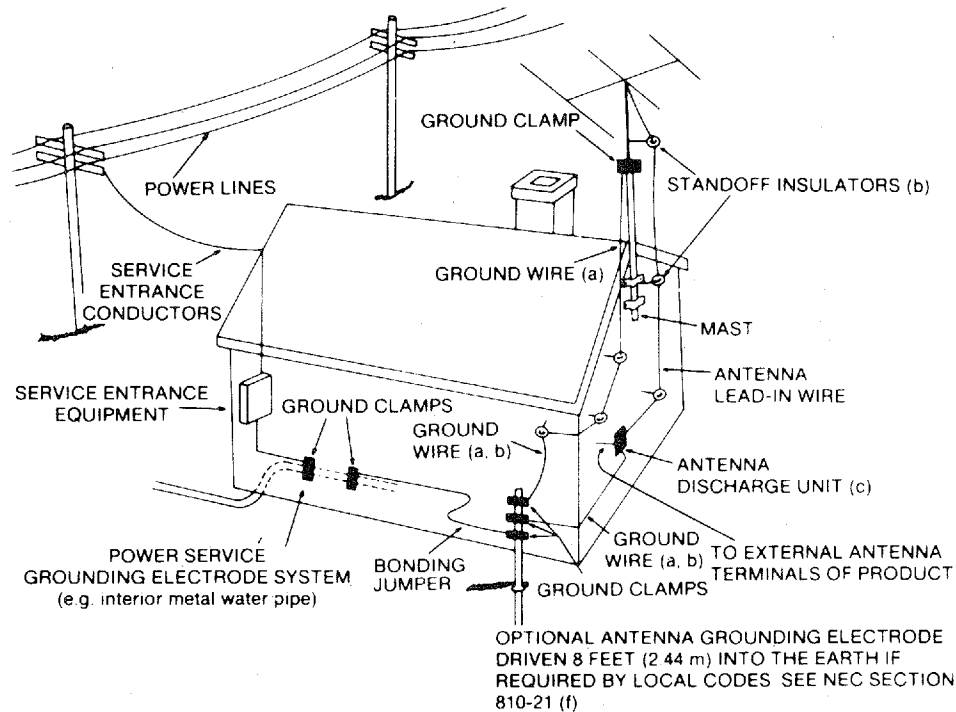 GROUND CLAMP
POWER LINES
STANDOFF INSULATORS (b)
SERVICE
ENTRANCE
CONDUCTORS
GROUND WIRE (a)
MAST
SERVICE ENTRANCE
EQUIPMENT
GROUND CLAMPS
ANTENNA
LEAD-IN WIRE
GROUND
WIRE (a, b)
ANTENNA
DISCHARGE UNIT (c)
POWER SERVICE
GROUNDING ELECTRODE SYSTEM
(e.g. interior metal water pipe)
BONDING
JUMPER
GROUND
WIRE (a, b)
TO EXTERNAL ANTENNA
TERMINALS OF PRODUCT
GROUND CLAMPS
OPTIONAL ANTENNA GROUNDING ELECTRODE
DRIVEN 8 FEET (2.44 m) INTO THE EARTH IF
REQUIRED BY LOCAL CODES SEE NEC SECTION
810-21 (f)